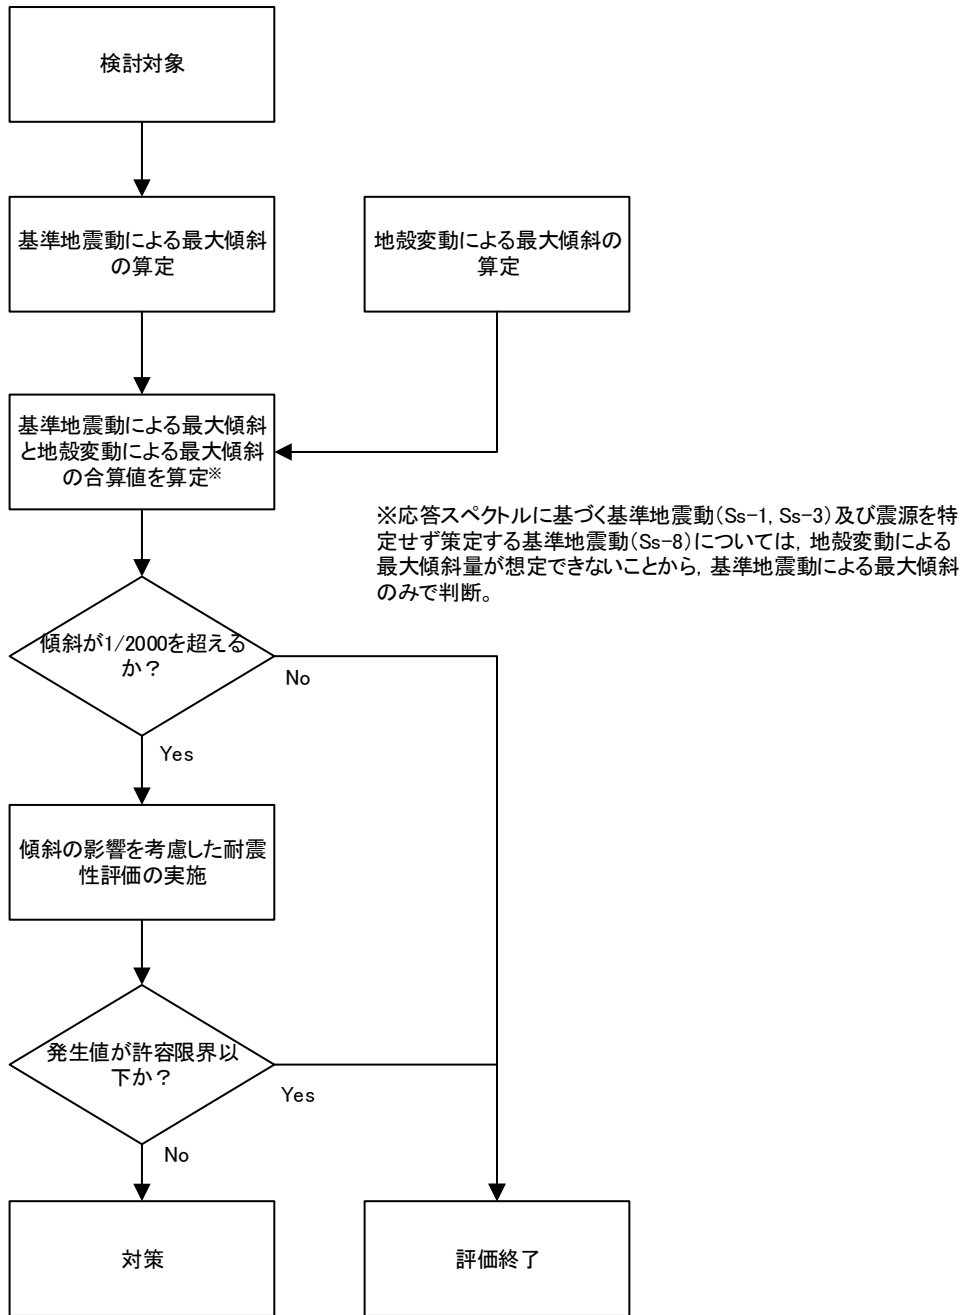 検討対象
基準地震動による最大傾斜
の算定
地殻変動による最大傾斜の
算定
基準地震動による最大傾斜
と地殻変動による最大傾斜
の合算値を算定※
※応答スペクトルに基づく基準地震動(Ss-1, Ss-3)及び震源を特
定せず策定する基準地震動(Ss-8)については, 地殻変動による
最大傾斜量が想定できないことから, 基準地震動による最大傾斜
のみで判断。
傾斜が1/2000を超える
か？
No
Yes
傾斜の影響を考慮した耐震
性評価の実施
発生値が許容限界以
下か？
Yes
No
対策
評価終了